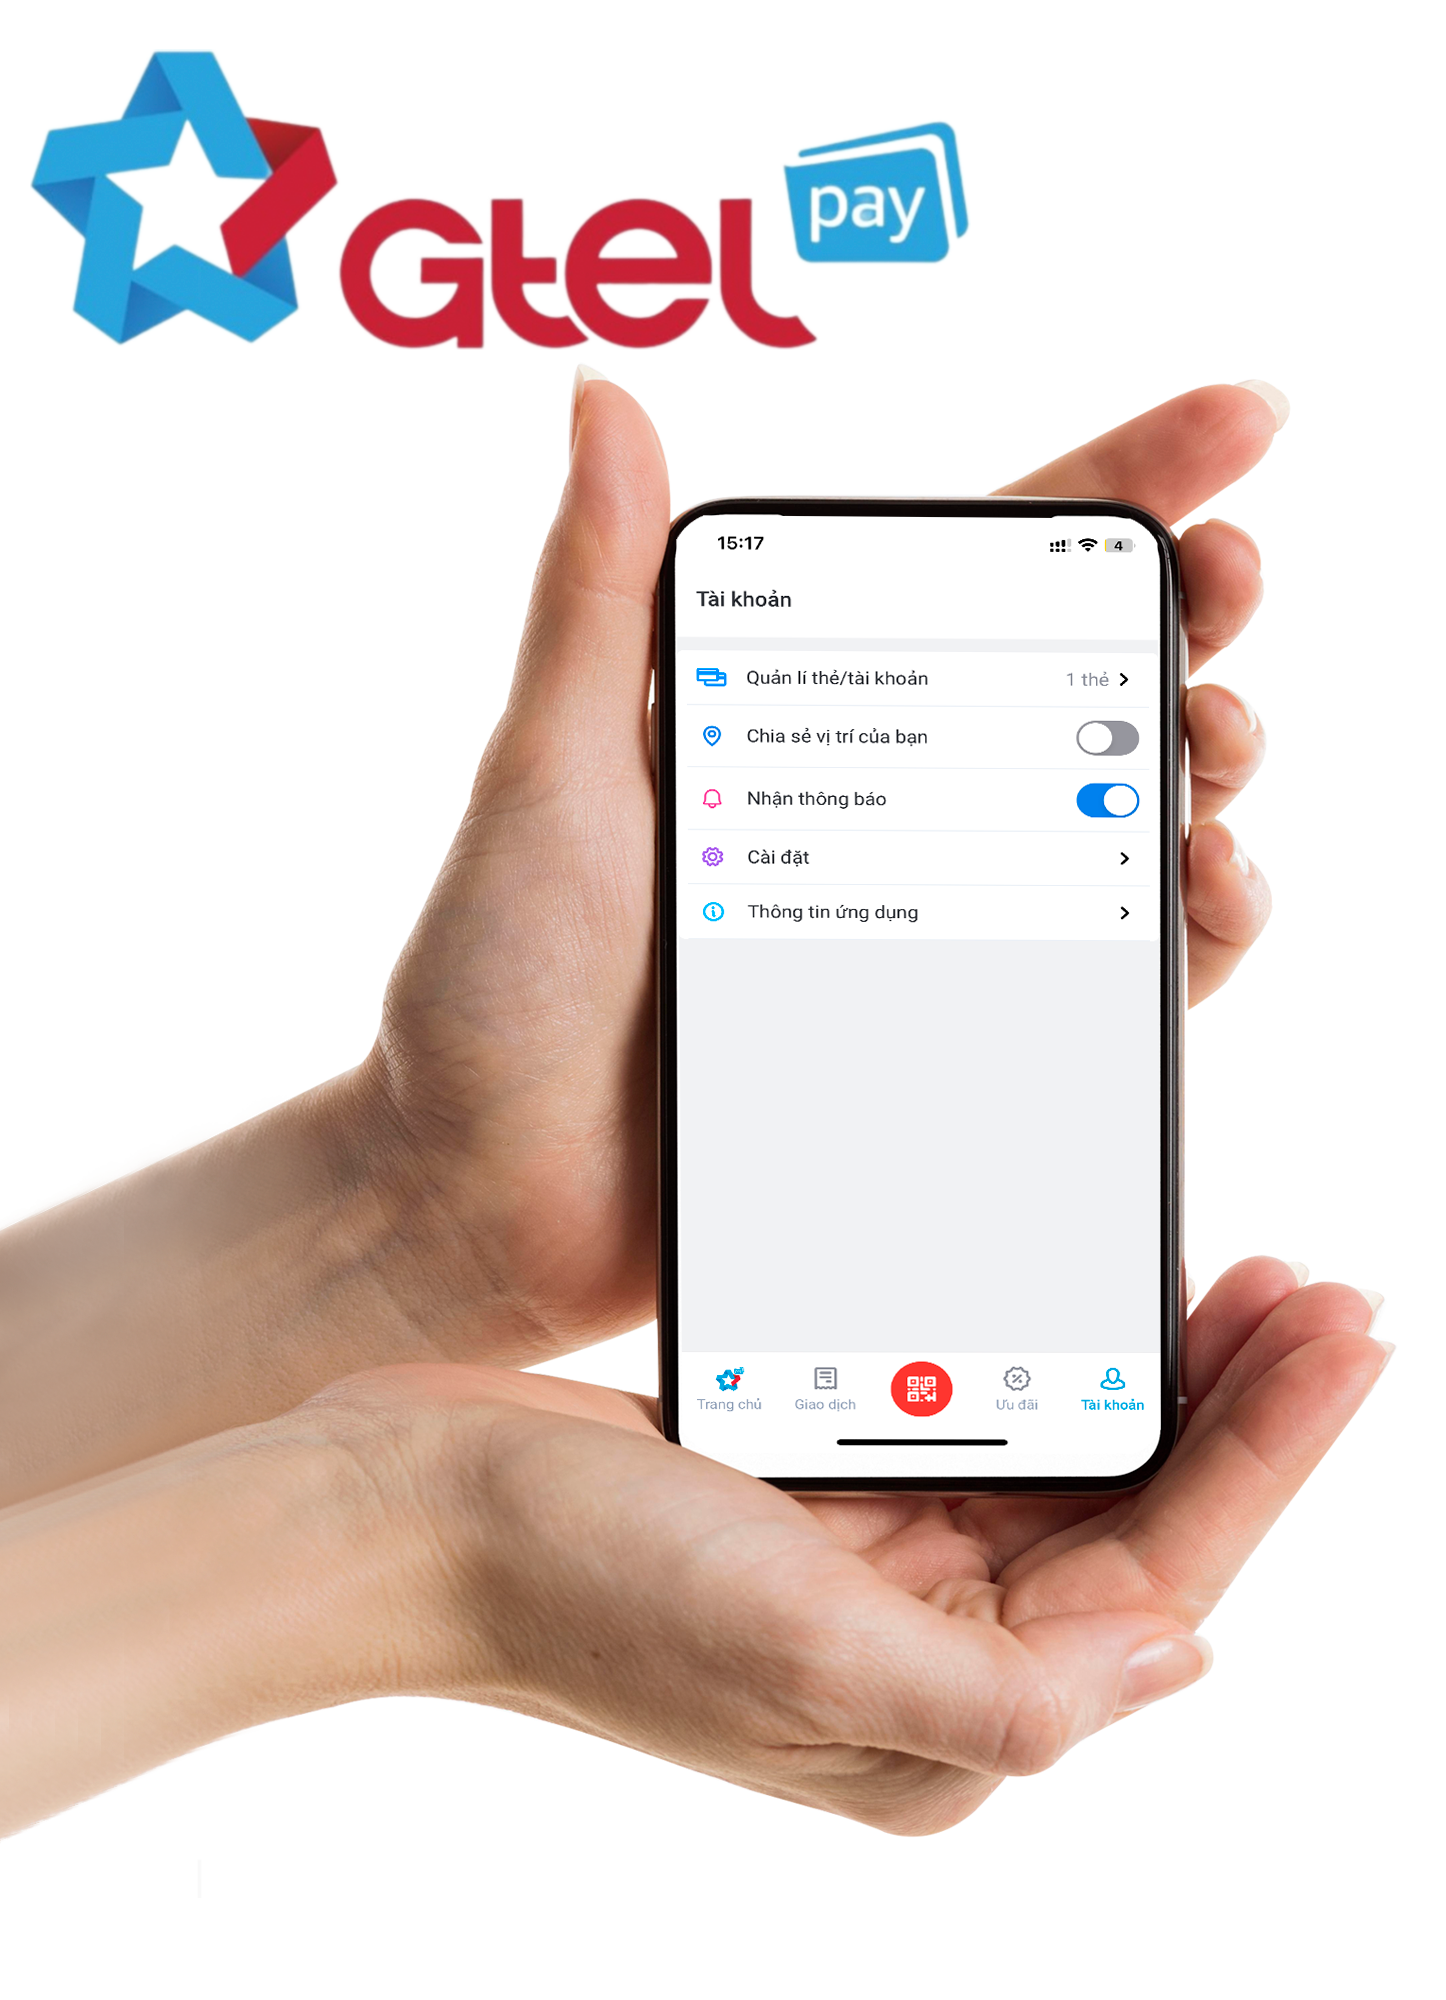 Gtel pay
15:17
4
Tài khoản
Quản lí thẻ/tài khoản 1 thẻ
Chia sẻ vị trí của bạn
Nhận thông báo
Cài đặt
Thông tin ứng dụng
Trang chủ Giao dịch Ưu đãi Tài khoản